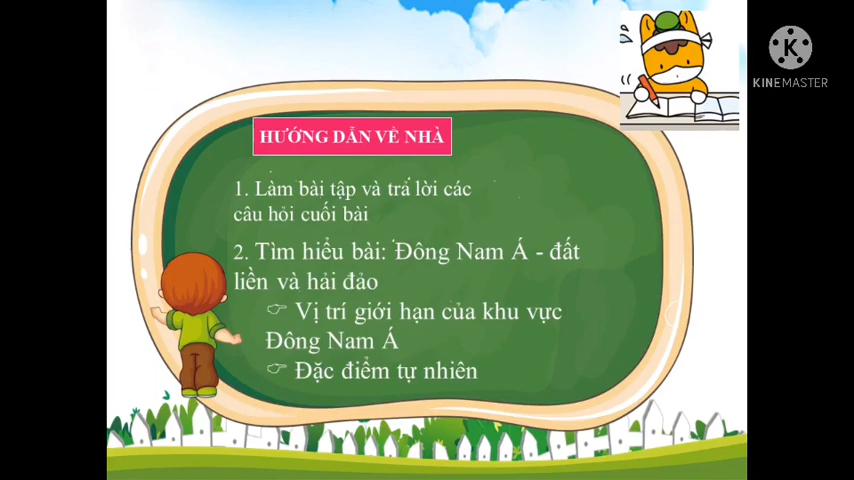 KINEMASTER
HƯỚNG DẪN VỀ NHÀ
1. Làm bài tập và trả lời các
câu hỏi cuối bài
2. Tìm hiểu bài: Đông Nam Á - đất
liền và hải đảo
☞ Vị trí giới hạn của khu vực
Đông Nam Á
☞ Đặc điểm tự nhiên